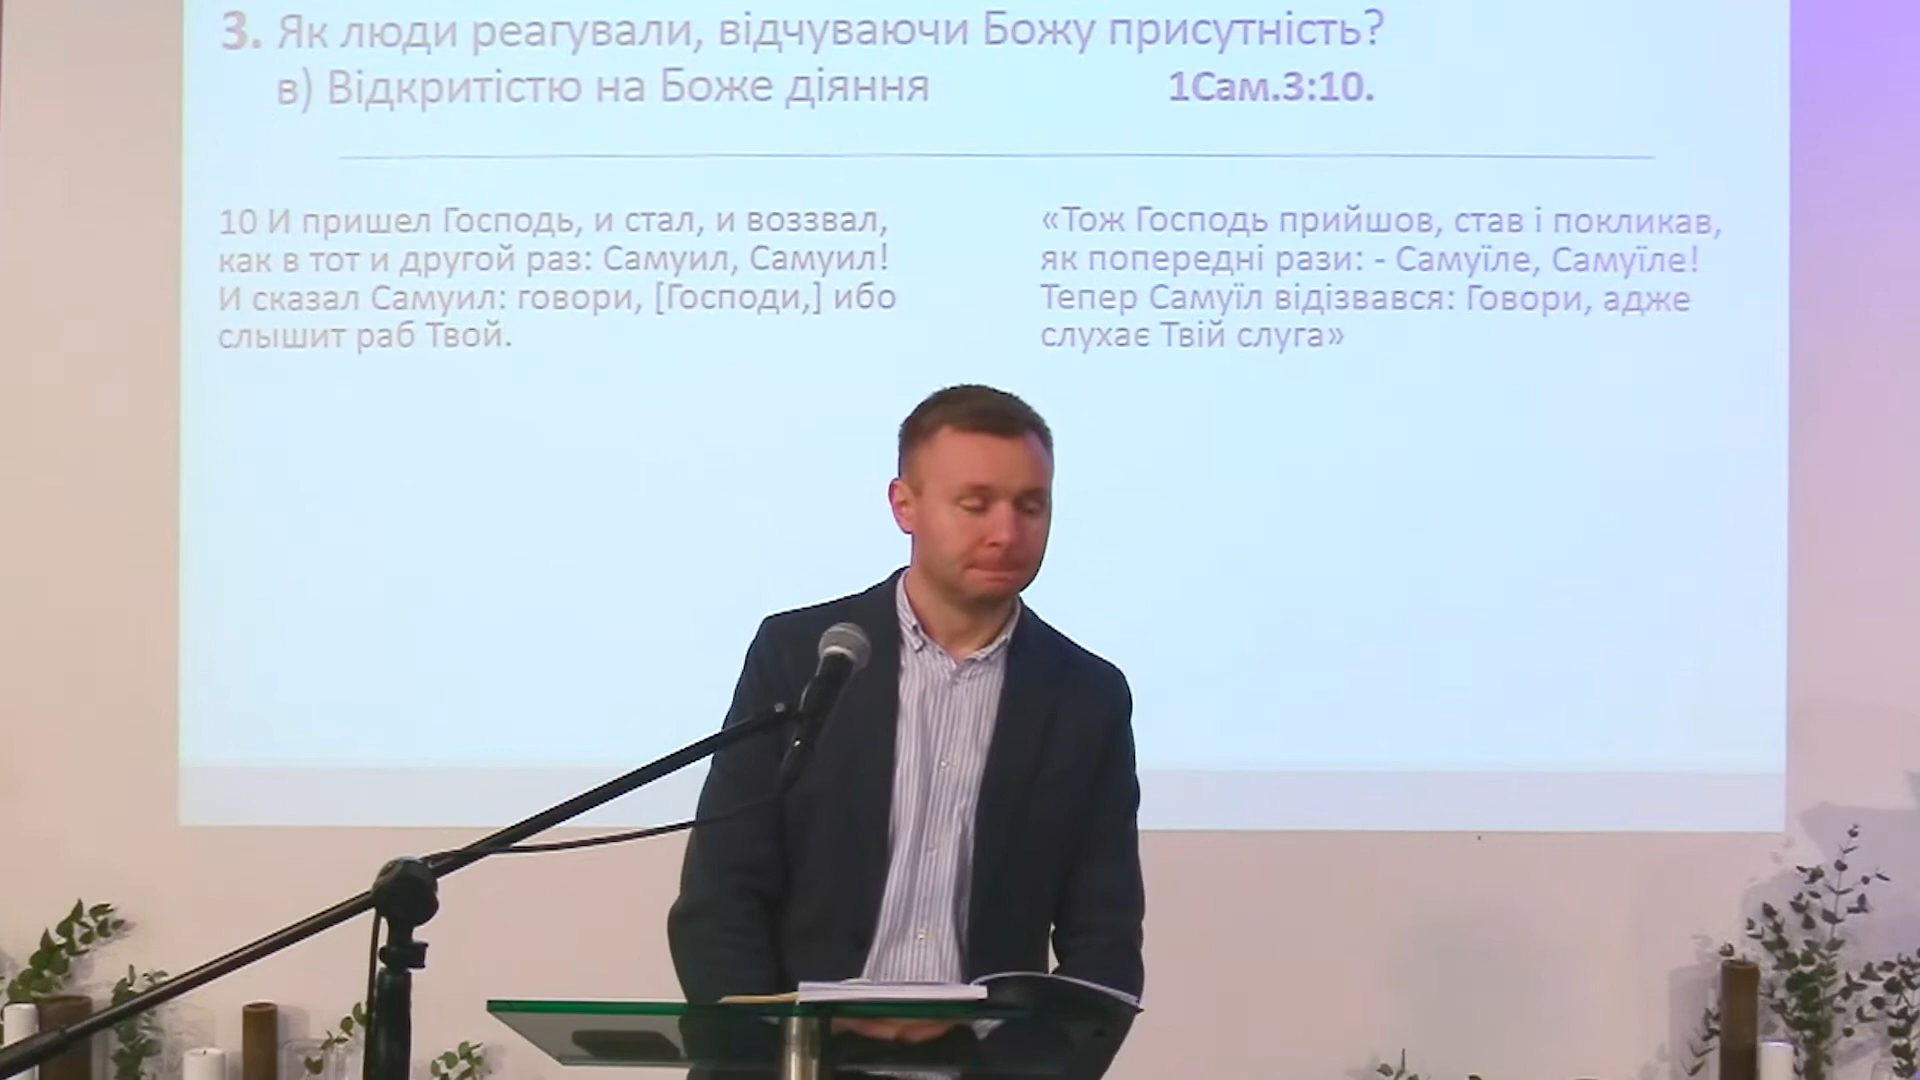 3. Як люди реагували, відчуваючи Божу присутність?
в) Відкритістю на Боже діяння 1Сам.3:10.
10 И пришел Господь, и стал, и воззвал,
как в тот и другой раз: Самуил, Самуил!
И сказал Самуил: говори, [Господи,] ибо
слышит раб Твой.
«Тож Господь прийшов, став і покликав,
як попередні рази: - Самуїле, Самуїле!
Тепер Самуїл відізвався: Говори, адже
слухає Твій слуга»